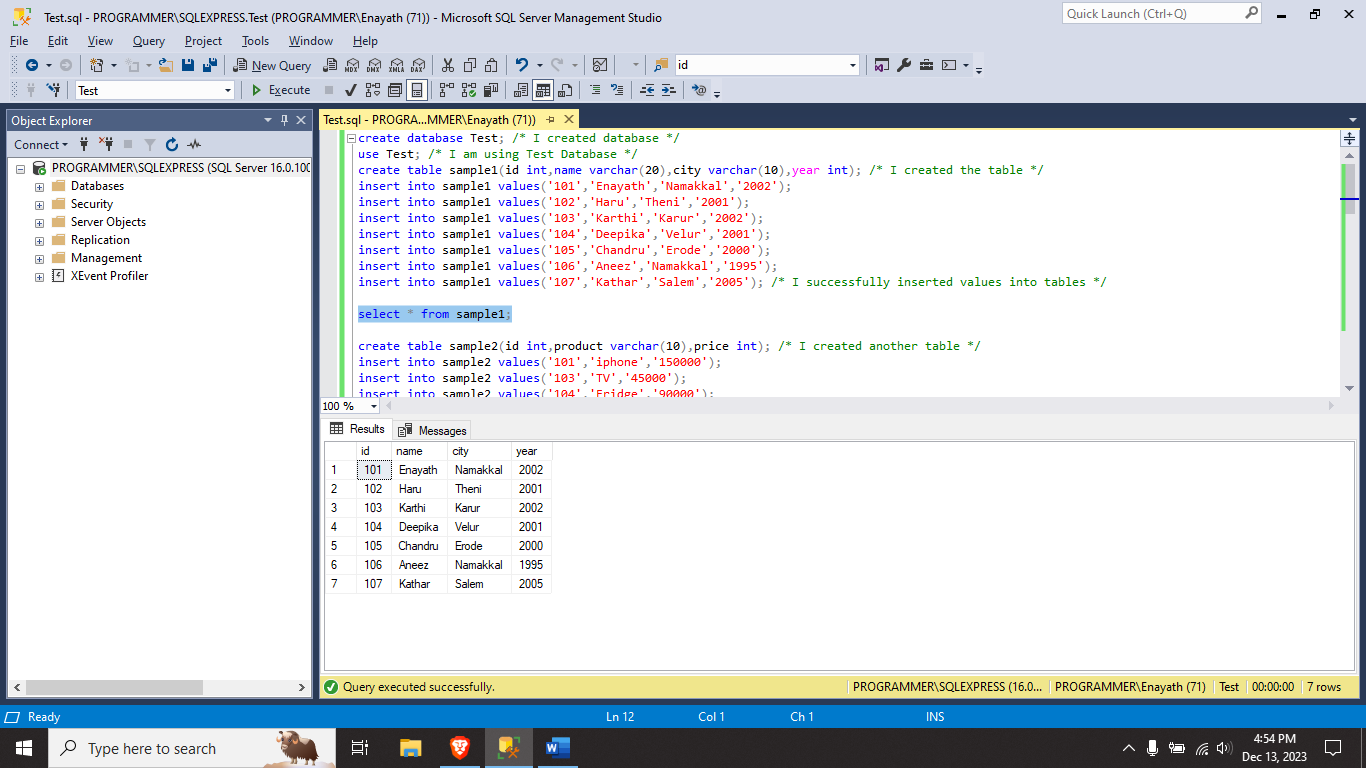 Test.sql - PROGRAMMER\SQLEXPRESS.Test (PROGRAMMER\Enayath (71)) - Microsoft SQL Server Management Studio
Quick Launch (Ctrl+Q)
File Edit View Query Project Tools Window Help
New Query MDX DMX XMLA DAX id
Test Execute
Object Explorer
Connect
PROGRAMMER\SQLEXPRESS (SQL Server 16.0.100
Databases
Security
Server Objects
Replication
Management
XEvent Profiler
Test.sql - PROGRA...MMER\Enayath (71))
create database Test; /* I created database */
use Test; /* I am using Test Database */
create table sample1(id int,name varchar(20),city varchar(10),year int); /* I created the table */
insert into sample1 values('101','Enayath','Namakkal','2002');
insert into sample1 values('102','Haru','Theni','2001');
insert into sample1 values('103','Karthi','Karur','2002');
insert into sample1 values('104','Deepika','Velur','2001');
insert into sample1 values('105','Chandru','Erode','2000');
insert into sample1 values('106','Aneez','Namakkal','1995');
insert into sample1 values('107','Kathar','Salem','2005'); /* I successfully inserted values into tables */
select * from sample1;
create table sample2(id int,product varchar(10),price int); /* I created another table */
insert into sample2 values('101','iphone','150000');
insert into sample2 values('103','TV','45000');
insert into sample2 values('104','Fridge','90000');
100 %
Results Messages
id name city year
1 101 Enayath Namakkal 2002
2 102 Haru Theni 2001
3 103 Karthi Karur 2002
4 104 Deepika Velur 2001
5 105 Chandru Erode 2000
6 106 Aneez Namakkal 1995
7 107 Kathar Salem 2005
Query executed successfully. PROGRAMMER\SQLEXPRESS (16.0... PROGRAMMER\Enayath (71) Test 00:00:00 7 rows
Ready Ln 12 Col 1 Ch 1 INS
Type here to search
4:54 PM
Dec 13, 2023